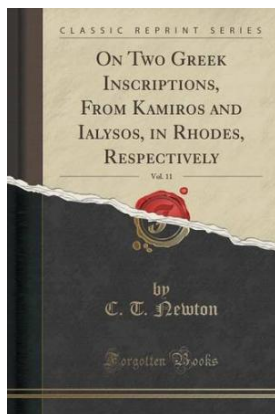 CLASSIC REPRINT SERIES
ON TWO GREEK
INSCRIPTIONS,
FROM KAMIROS AND
IALYSOS, IN RHODES,
RESPECTIVELY
Vol. 11
by
C. T. Newton
Forgotten Books